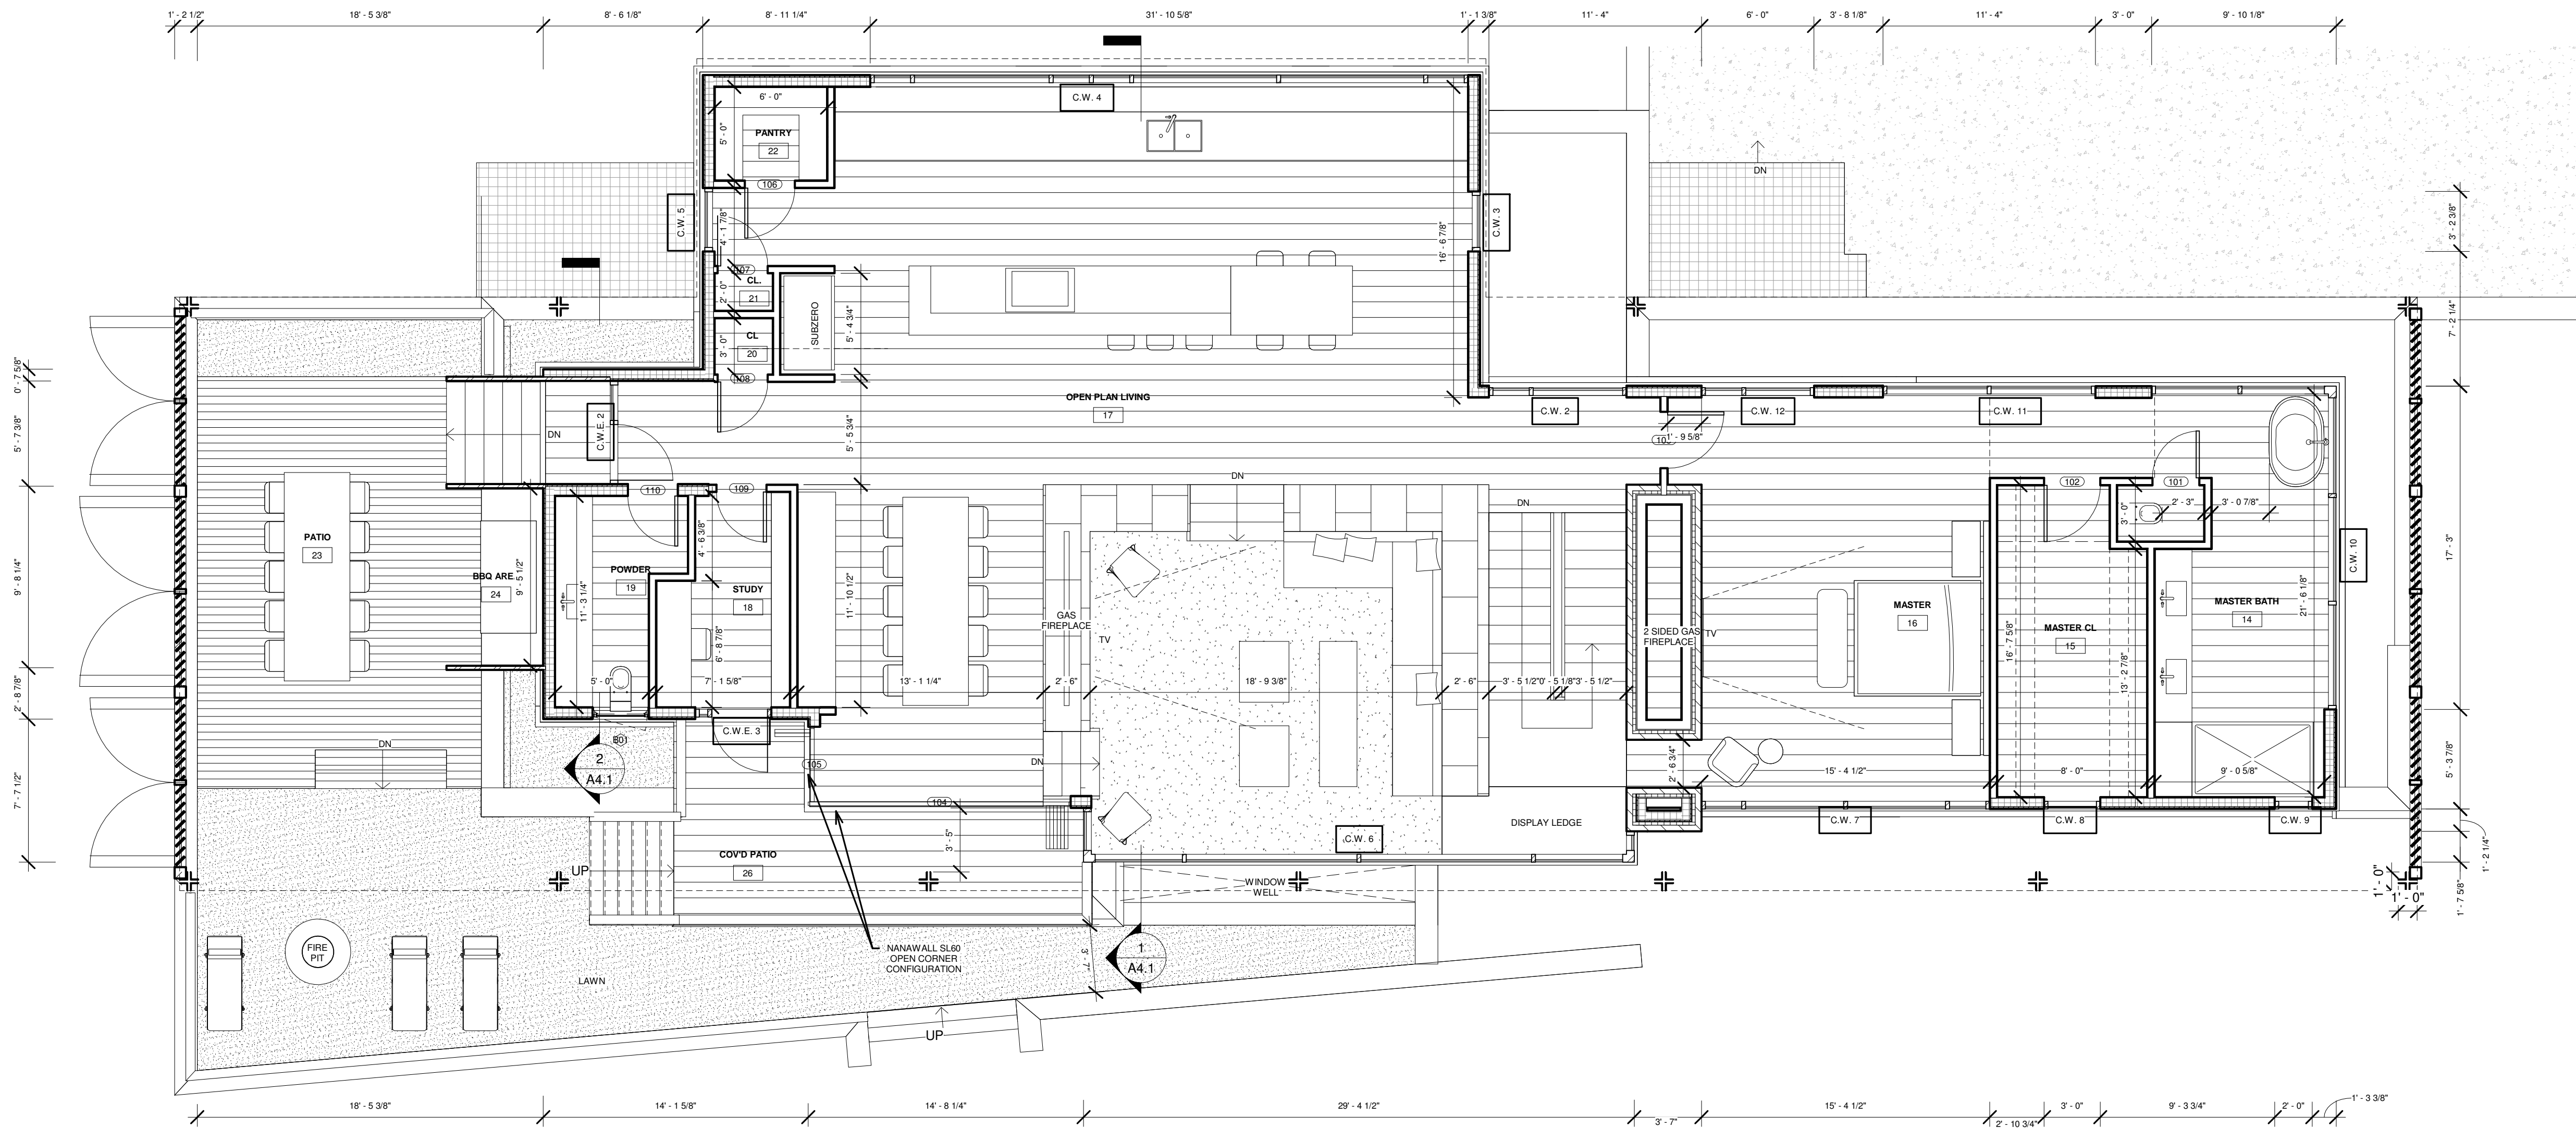 1' - 2 1/2"
18' - 5 3/8"
8' - 6 1/8"
8' - 11 1/4"
31' - 10 5/8"
1' - 1 3/8"
11' - 4"
6' - 0"
3' - 8 1/8"
11' - 4"
3' - 0"
9' - 10 1/8"
6' - 0"
C.W. 4
PANTRY
22
5' - 0"
106
DN
C.W. 5
4' - 1 7/8"
C.W. 3
16' - 6 7/8"
3' - 2 3/8"
107
CL.
21
2' - 0"
SUBZERO
5' - 4 3/4"
CL
20
3' - 0"
108
7' - 2 1/4"
0' - 7 5/8"
OPEN PLAN LIVING
17
C.W. 2
C.W. 12
C.W. 11
5' - 7 3/8"
DN
C.W.E. 2
5' - 5 3/4"
1' - 9 5/8"
DN
110
109
DN
102
101
2' - 3"
3' - 0 7/8"
3' - 0"
PATIO
23
BBQ ARE
24
9' - 5 1/2"
9' - 8 1/4"
POWDER
19
11' - 3 1/4"
4' - 6 3/8"
STUDY
18
6' - 8 7/8"
11' - 10 1/2"
GAS
FIREPLACE
TV
2 SIDED GAS
FIREPLACE
TV
MASTER
16
MASTER CL
15
16' - 7 5/8"
13' - 2 7/8"
MASTER BATH
14
21' - 6 1/8"
C.W. 10
17' - 3"
2' - 8 7/8"
5' - 0"
7' - 1 5/8"
13' - 1 1/4"
2' - 6"
18' - 9 3/8"
2' - 6"
3' - 5 1/2"
0' - 5 1/8"
3' - 5 1/2"
DN
B01
2
A4.1
C.W.E. 3
105
DN
104
3' - 5"
7' - 7 1/2"
2' - 6 3/4"
15' - 4 1/2"
8' - 0"
9' - 0 5/8"
5' - 3 7/8"
DISPLAY LEDGE
C.W. 6
C.W. 7
C.W. 8
C.W. 9
1' - 2 1/4"
COV'D PATIO
26
UP
WINDOW
WELL
1' - 0"
1' - 0"
1' - 7 5/8"
FIRE
PIT
LAWN
NANAWALL SL60
OPEN CORNER
CONFIGURATION
3' - 7"
1
A4.1
UP
18' - 5 3/8"
14' - 1 5/8"
14' - 8 1/4"
29' - 4 1/2"
3' - 7"
15' - 4 1/2"
2' - 10 3/4"
3' - 0"
9' - 3 3/4"
2' - 0"
1' - 3 3/8"